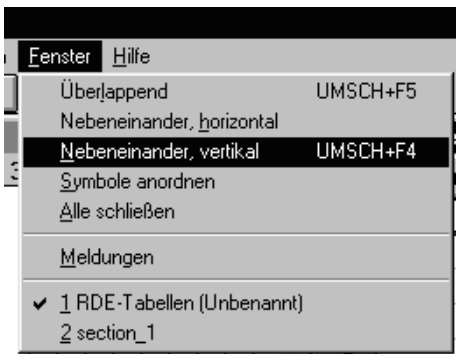 Fenster Hilfe
Überlappend UMSCH+F5
Nebeneinander, horizontal
Nebeneinander, vertikal UMSCH+F4
Symbole anordnen
Alle schließen
Meldungen
✔ 1 RDE-Tabellen (Unbenannt)
2 section_1